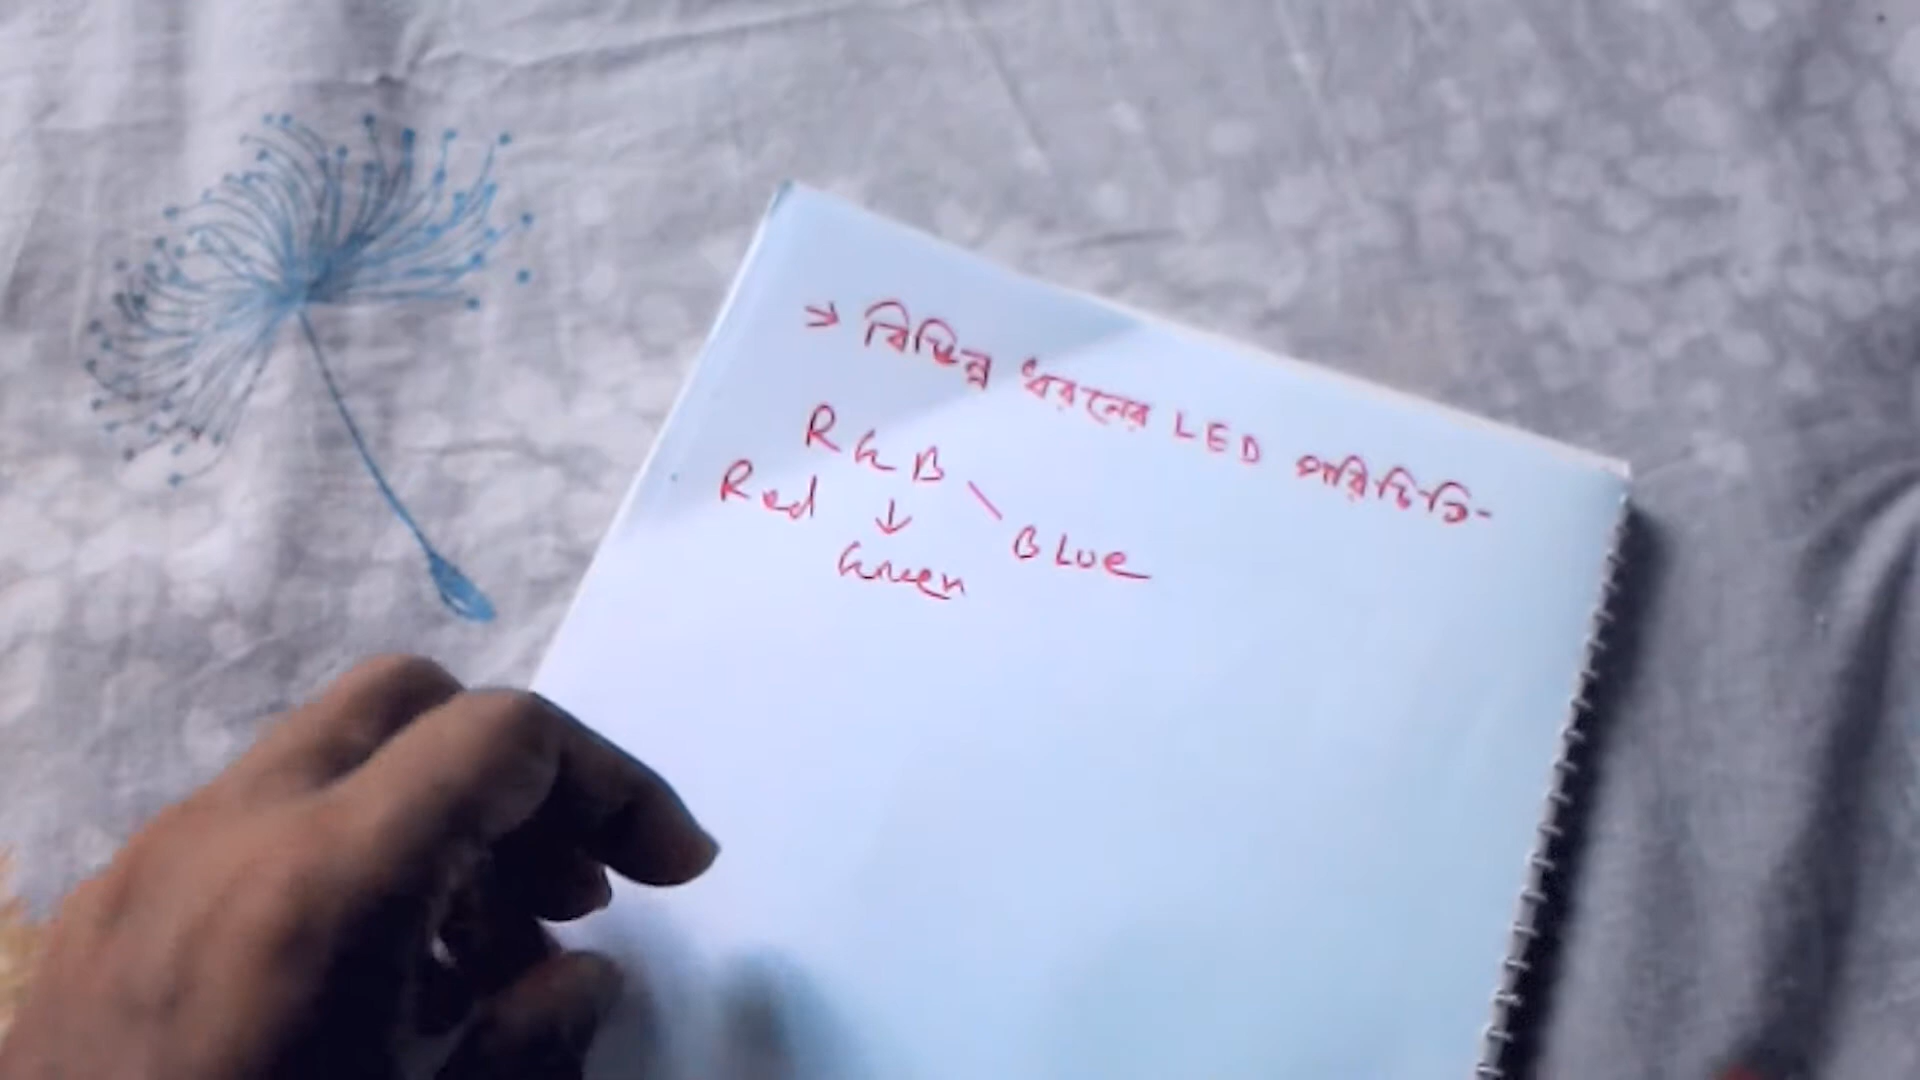 → বিভিন্ন ধরনের LED পরিচিতি-
RGB
Red ↓ \ Blue
Green